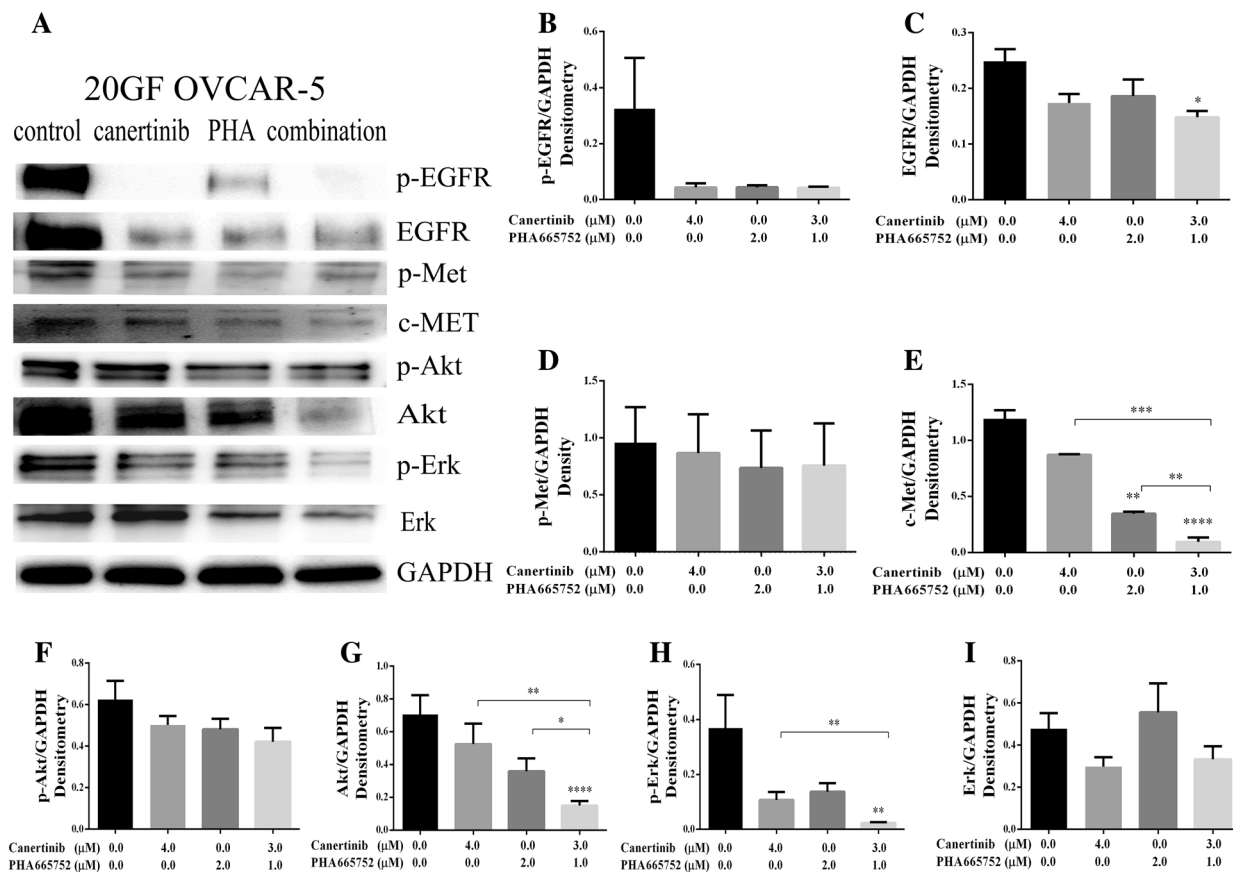 A
20GF OVCAR-5
control canertinib PHA combination
p-EGFR
EGFR
p-Met
c-MET
p-Akt
Akt
p-Erk
Erk
GAPDH
B
p-EGFR/GAPDH
Densitometry
0.6
0.4
0.2
0.0
Canertinib (μM) 0.0 4.0 0.0 3.0
PHA665752 (μM) 0.0 0.0 2.0 1.0
C
EGFR/GAPDH
Densitometry
0.3
0.2
0.1
0.0
*
Canertinib (μM) 0.0 4.0 0.0 3.0
PHA665752 (μM) 0.0 0.0 2.0 1.0
D
p-Met/GAPDH
Density
1.5
1.0
0.5
0.0
Canertinib (μM) 0.0 4.0 0.0 3.0
PHA665752 (μM) 0.0 0.0 2.0 1.0
E
c-Met/GAPDH
Densitometry
1.5
1.0
0.5
0.0
***
**
**
****
Canertinib (μM) 0.0 4.0 0.0 3.0
PHA665752 (μM) 0.0 0.0 2.0 1.0
F
p-Akt/GAPDH
Densitometry
0.8
0.6
0.4
0.2
0.0
Canertinib (μM) 0.0 4.0 0.0 3.0
PHA665752 (μM) 0.0 0.0 2.0 1.0
G
Akt/GAPDH
Densitometry
1.0
0.8
0.6
0.4
0.2
0.0
**
*
****
Canertinib (μM) 0.0 4.0 0.0 3.0
PHA665752 (μM) 0.0 0.0 2.0 1.0
H
p-Erk/GAPDH
Densitometry
0.6
0.4
0.2
0.0
**
**
Canertinib (μM) 0.0 4.0 0.0 3.0
PHA665752 (μM) 0.0 0.0 2.0 1.0
I
Erk/GAPDH
Densitometry
0.8
0.6
0.4
0.2
0.0
Canertinib (μM) 0.0 4.0 0.0 3.0
PHA665752 (μM) 0.0 0.0 2.0 1.0